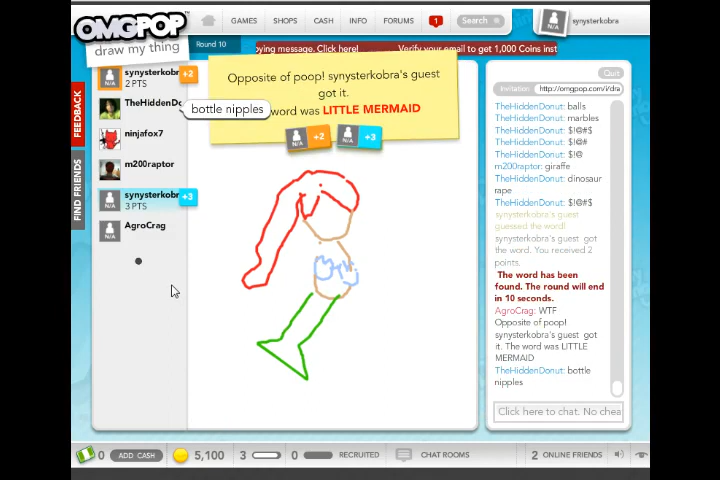 OMGPOP
draw my thing
GAMES SHOPS CASH INFO FORUMS 1 Search synysterkobra
Round 10
pying message. Click here! Verify your email to get 1,000 Coins inst
FEEDBACK
FIND FRIENDS
synysterkobr +2
2 PTS
TheHiddenDo
bottle nipples
ninjafox7
m200raptor
synysterkobr +3
3 PTS
AgroCrag
N/A
N/A
N/A
Opposite of poop! synysterkobra's guest
got it.
word was LITTLE MERMAID
N/A +2 N/A +3
Quit
Invitation http://omgpop.com/i/dra
TheHiddenDonut: balls
TheHiddenDonut: marbles
TheHiddenDonut: $!@#$
TheHiddenDonut: $!@#
TheHiddenDonut: $!@
m200raptor: giraffe
TheHiddenDonut: dinosaur
rape
TheHiddenDonut: $!@#$
synysterkobra's guest
guessed the word!
synysterkobra's guest got the
word. You received 2
points.
The word has been
found. The round will end
in 10 seconds.
AgroCrag: WTF
Opposite of poop!
synysterkobra's guest got
it. The word was LITTLE
MERMAID
TheHiddenDonut: bottle
nipples
Click here to chat. No chea
0 ADD CASH 5,100 3 0 RECRUITED CHAT ROOMS 2 ONLINE FRIENDS